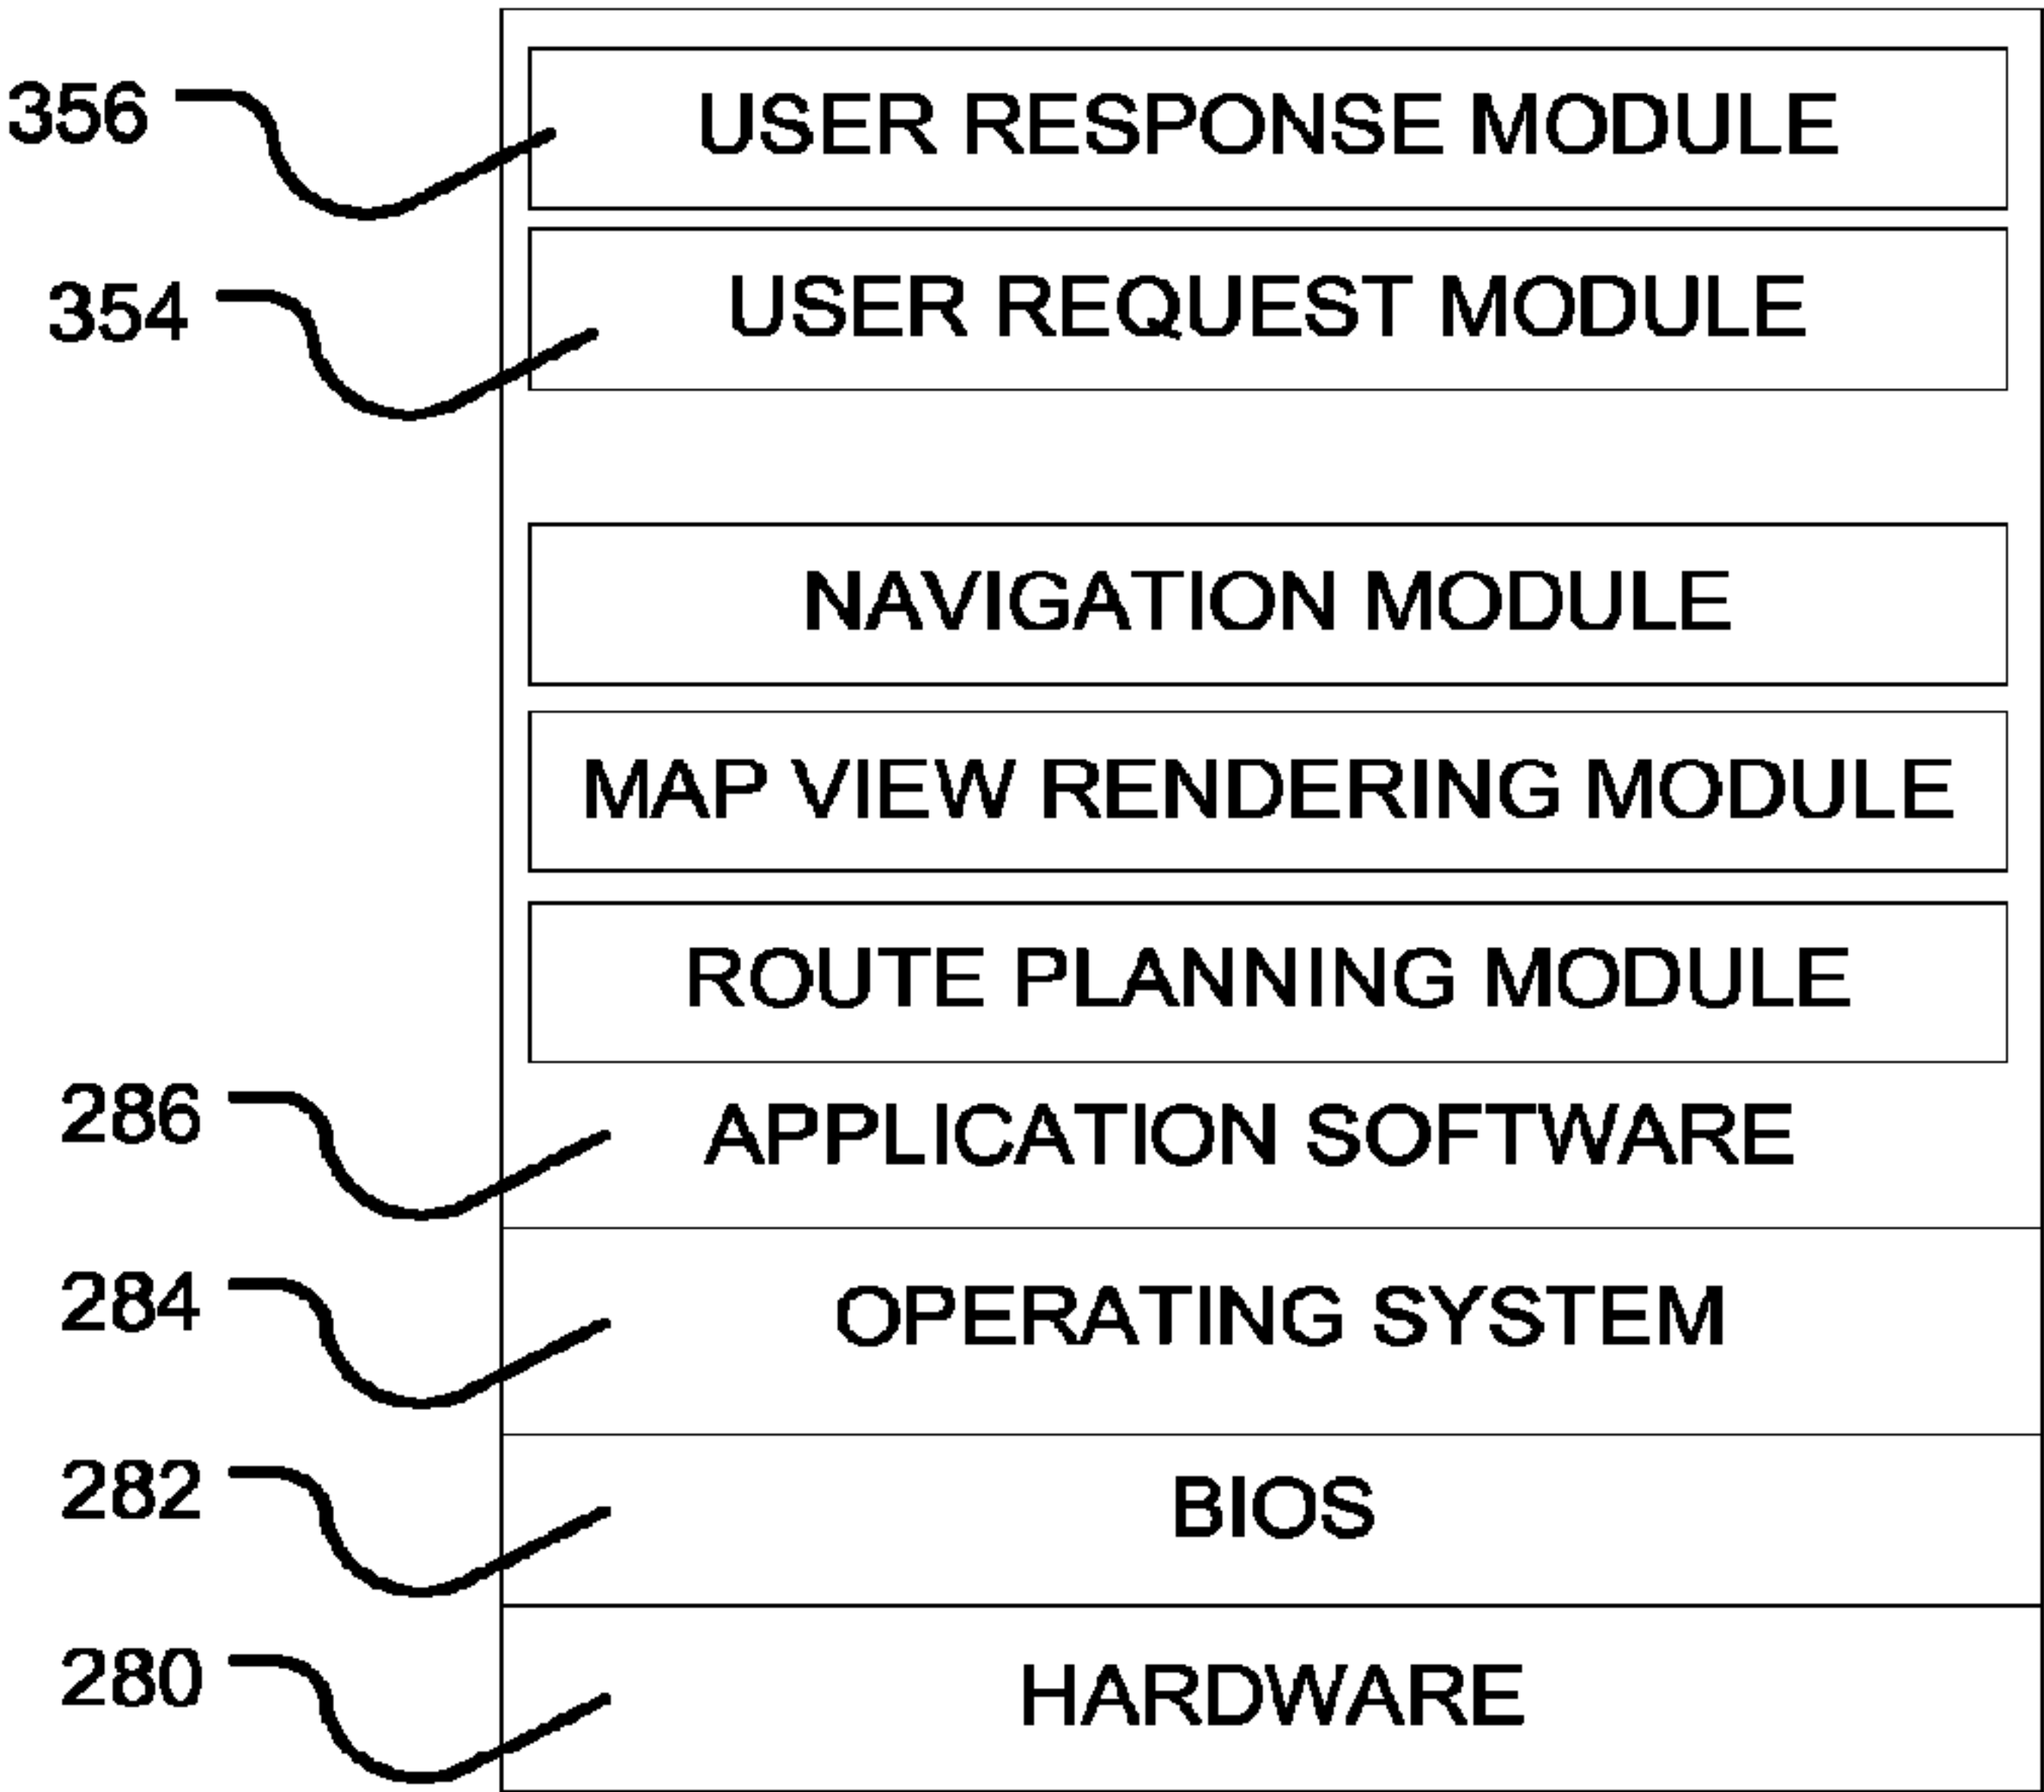 356 USER RESPONSE MODULE
354 USER REQUEST MODULE
NAVIGATION MODULE
MAP VIEW RENDERING MODULE
ROUTE PLANNING MODULE
286 APPLICATION SOFTWARE
284 OPERATING SYSTEM
282 BIOS
280 HARDWARE